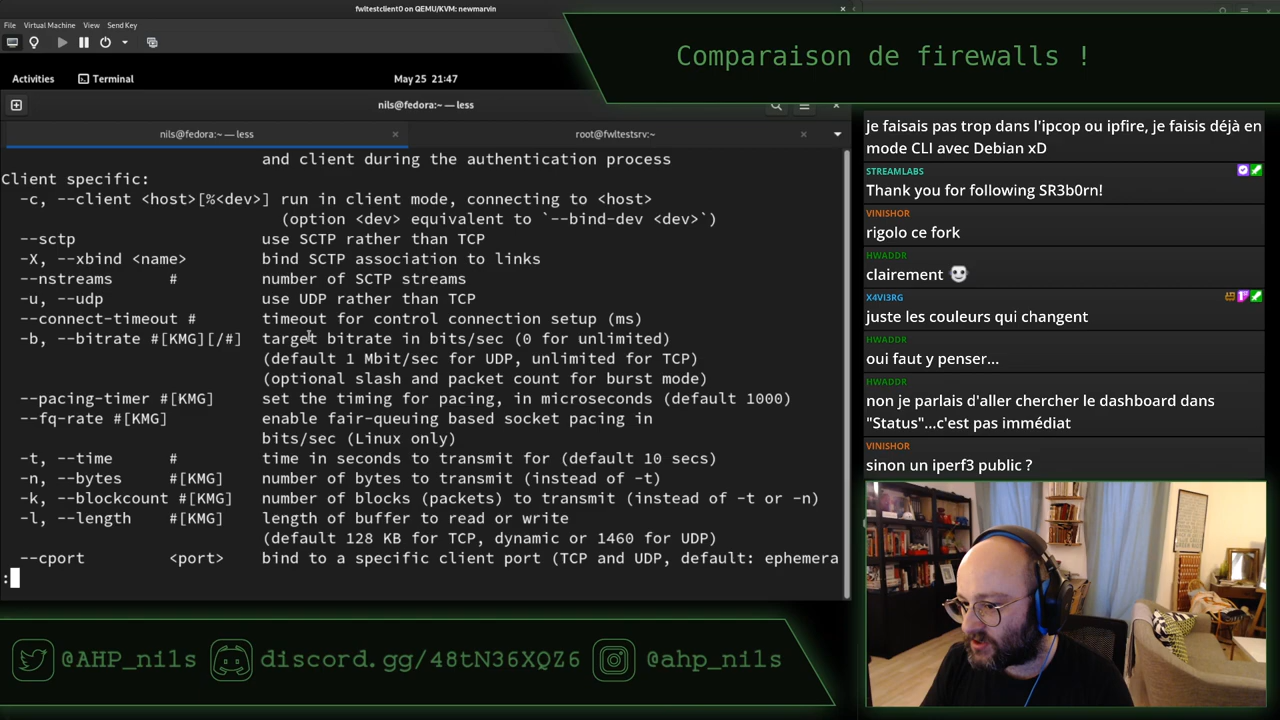 fwltestclient0 on QEMU/KVM: newmarvin
File Virtual Machine View Send Key
Activities Terminal May 25 21:47
nils@fedora:~ — less
nils@fedora:~ — less root@fwltestsrv:~
and client during the authentication process
Client specific:
-c, --client <host>[%<dev>] run in client mode, connecting to <host>
(option <dev> equivalent to `--bind-dev <dev>`)
--sctp use SCTP rather than TCP
-X, --xbind <name> bind SCTP association to links
--nstreams # number of SCTP streams
-u, --udp use UDP rather than TCP
--connect-timeout # timeout for control connection setup (ms)
-b, --bitrate #[KMG][/#] target bitrate in bits/sec (0 for unlimited)
(default 1 Mbit/sec for UDP, unlimited for TCP)
(optional slash and packet count for burst mode)
--pacing-timer #[KMG] set the timing for pacing, in microseconds (default 1000)
--fq-rate #[KMG] enable fair-queuing based socket pacing in
bits/sec (Linux only)
-t, --time # time in seconds to transmit for (default 10 secs)
-n, --bytes #[KMG] number of bytes to transmit (instead of -t)
-k, --blockcount #[KMG] number of blocks (packets) to transmit (instead of -t or -n)
-l, --length #[KMG] length of buffer to read or write
(default 128 KB for TCP, dynamic or 1460 for UDP)
--cport <port> bind to a specific client port (TCP and UDP, default: ephemera
:
Comparaison de firewalls !
je faisais pas trop dans l'ipcop ou ipfire, je faisis déjà en
mode CLI avec Debian xD
STREAMLABS
Thank you for following SR3b0rn!
VINISHOR
rigolo ce fork
HWADDR
clairement
X4VI3RG
juste les couleurs qui changent
HWADDR
oui faut y penser...
HWADDR
non je parlais d'aller chercher le dashboard dans
"Status"...c'est pas immédiat
VINISHOR
sinon un iperf3 public ?
@AHP_nils discord.gg/48tN36XQZ6 @ahp_nils